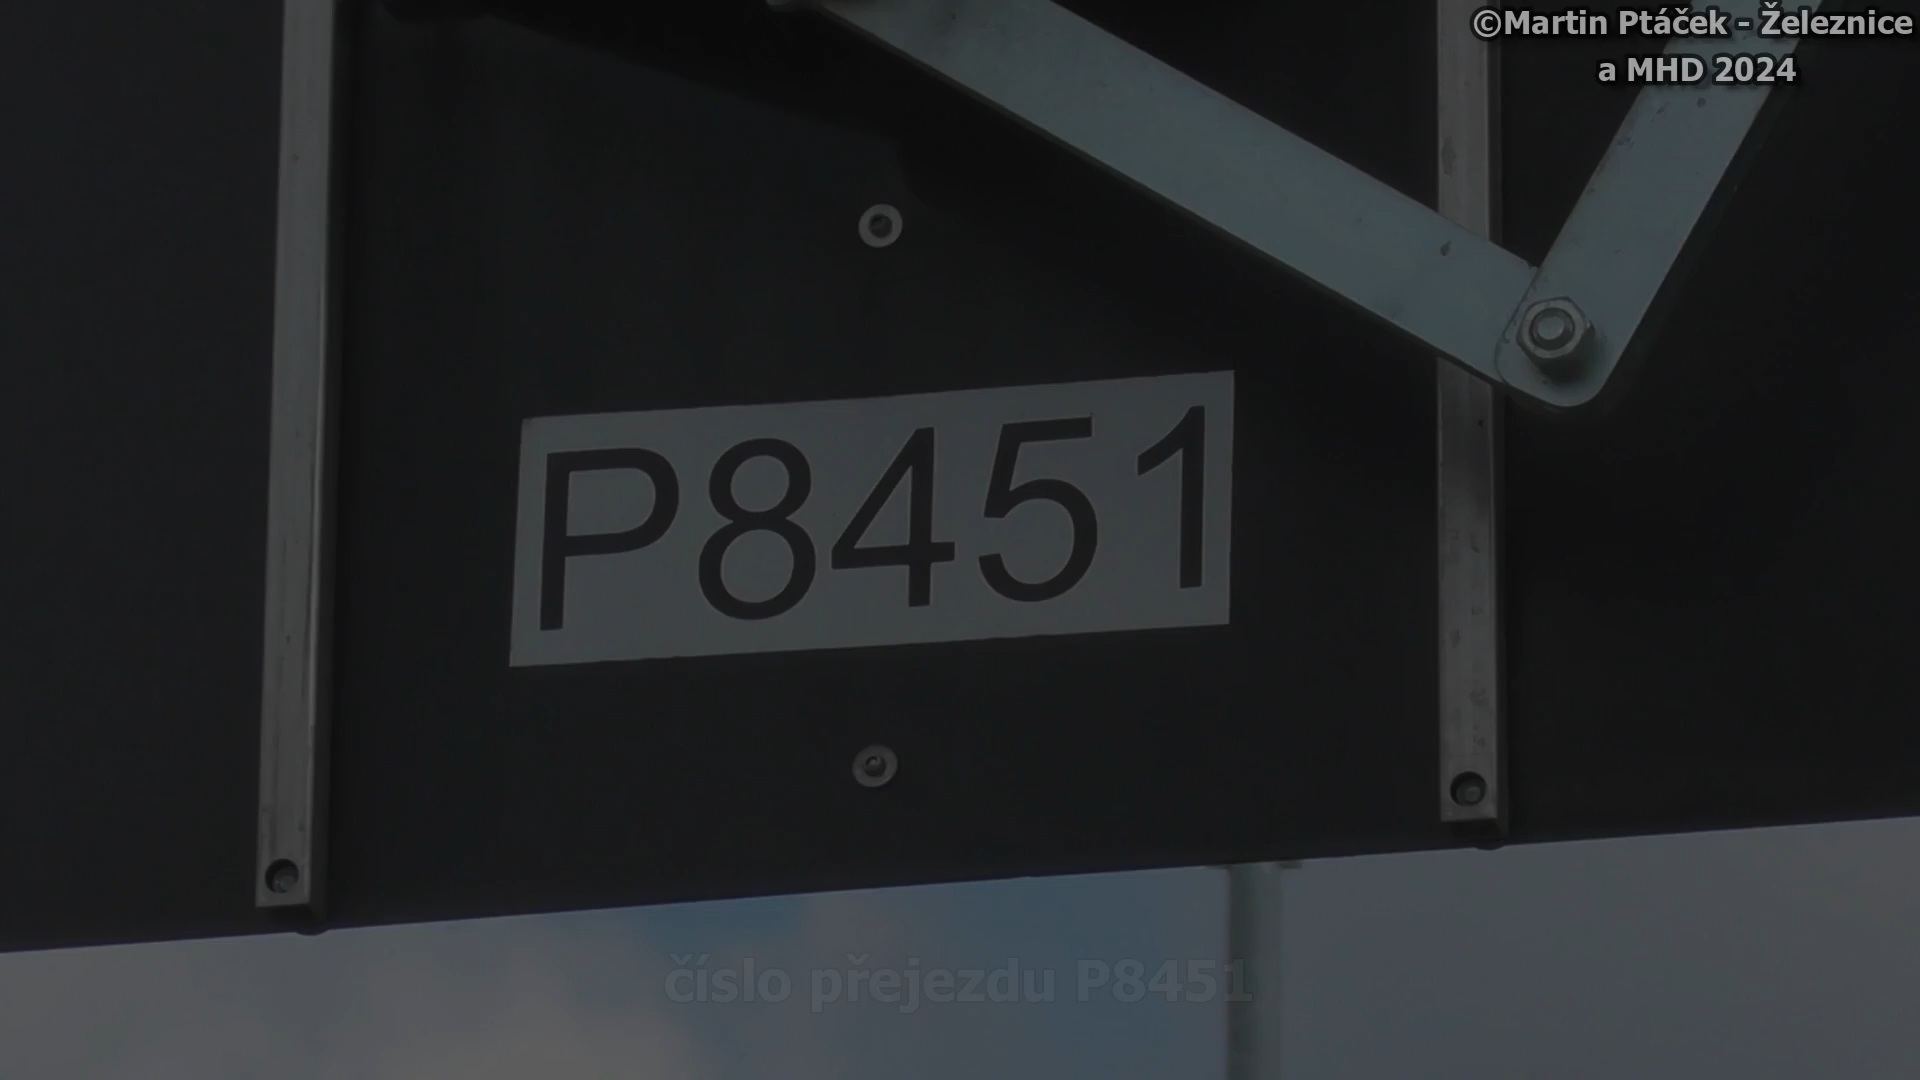 ©Martin Ptáček - Železnice
a MHD 2024
P8451
číslo přejezdu P8451